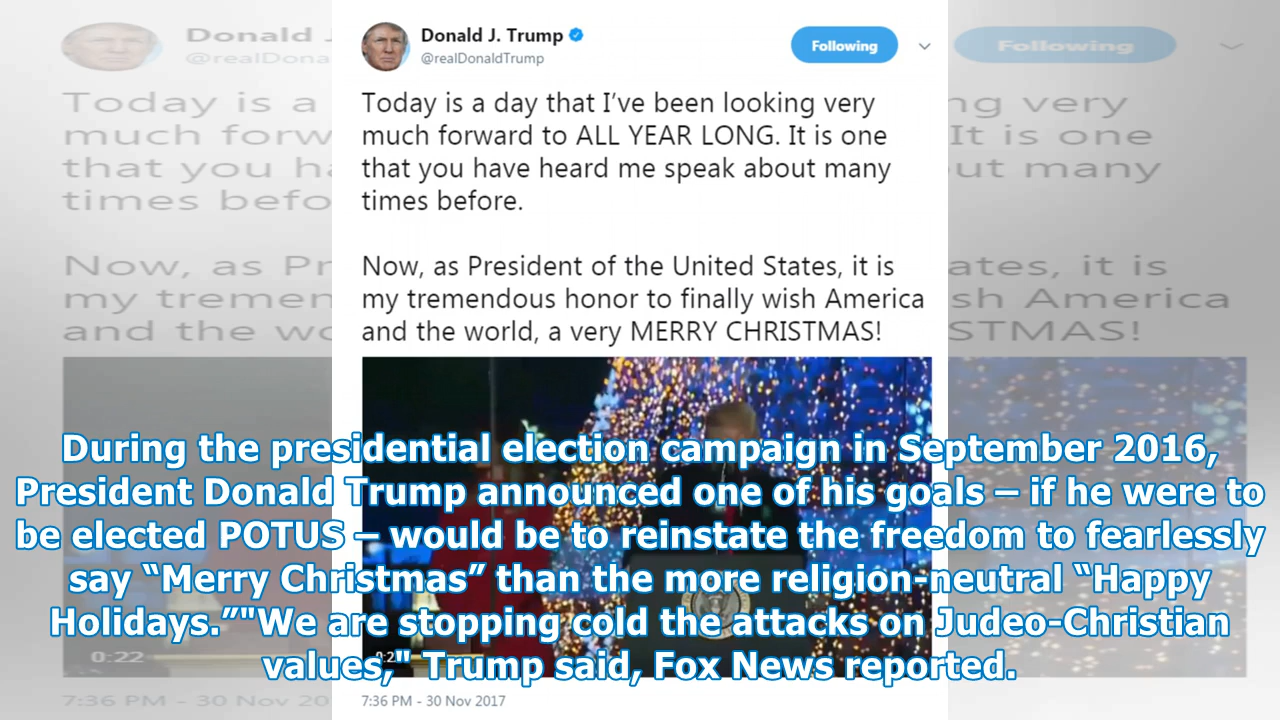 Donald J. Trump
@realDonaldTrump
Following
Today is a day that I've been looking very
much forward to ALL YEAR LONG. It is one
that you have heard me speak about many
times before.
Now, as President of the United States, it is
my tremendous honor to finally wish America
and the world, a very MERRY CHRISTMAS!
During the presidential election campaign in September 2016,
President Donald Trump announced one of his goals – if he were to
be elected POTUS – would be to reinstate the freedom to fearlessly
say “Merry Christmas” than the more religion-neutral “Happy
Holidays.”"We are stopping cold the attacks on Judeo-Christian
values," Trump said, Fox News reported.
0:22
7:36 PM - 30 Nov 2017